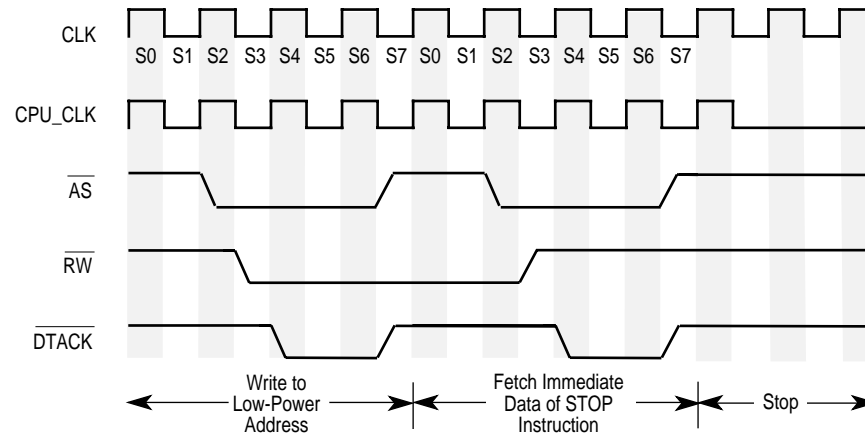 CLK
S0 S1 S2 S3 S4 S5 S6 S7 S0 S1 S2 S3 S4 S5 S6 S7
CPU_CLK
AS
RW
DTACK
Write to
Low-Power
Address
Fetch Immediate
Data of STOP
Instruction
Stop